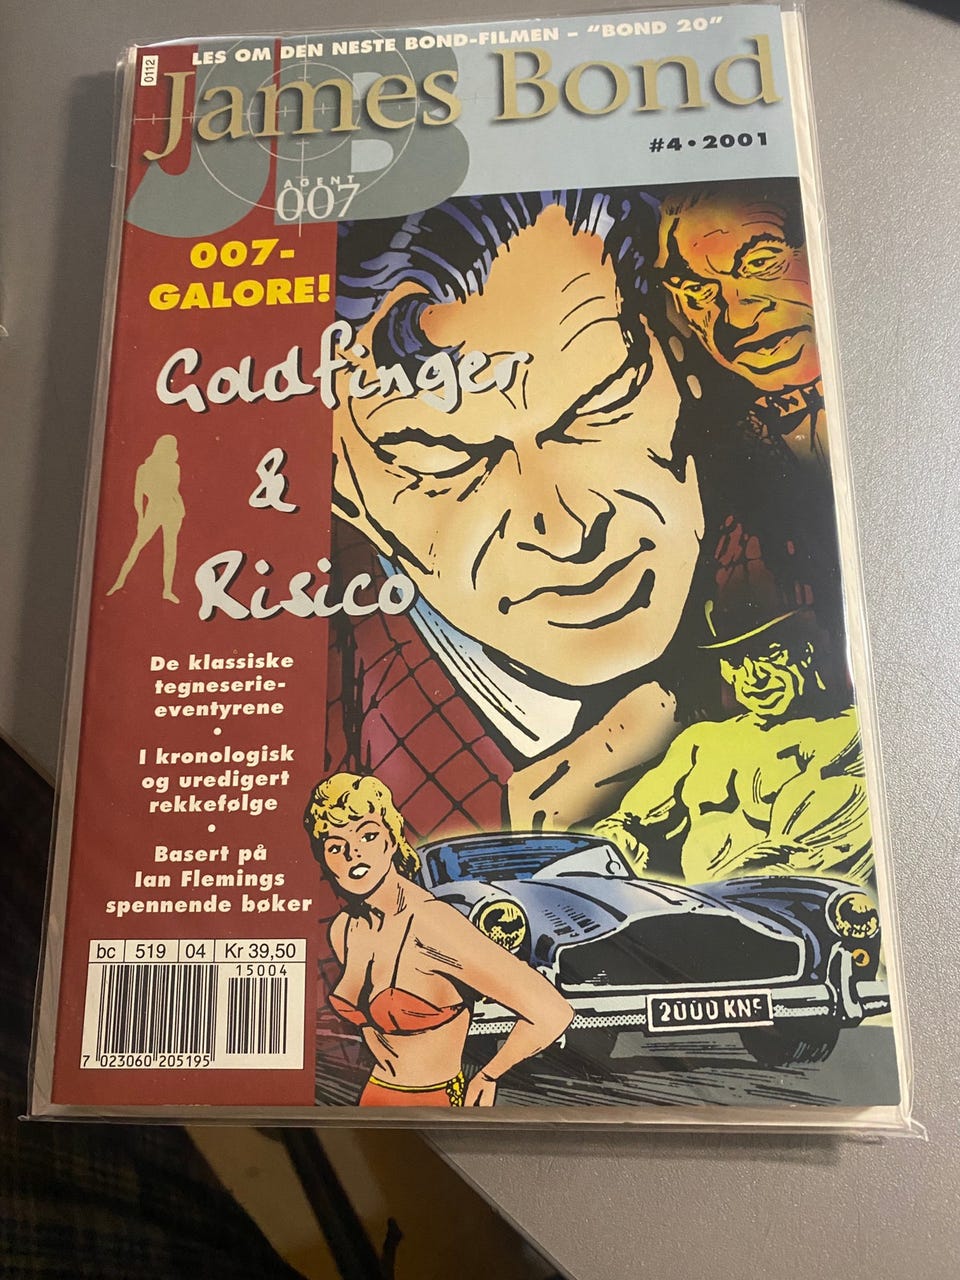 LES OM DEN NESTE BOND-FILMEN – "BOND 20"
0112
JB
James Bond
#4 • 2001
AGENT
007
007-
GALORE!
Goldfinger
&
Risico
De klassiske
tegneserie-
eventyrene
•
I kronologisk
og uredigert
rekkefølge
•
Basert på
Ian Flemings
spennende bøker
bc 519 04 Kr 39,50
15004
7 023060 205195
2000 KNS